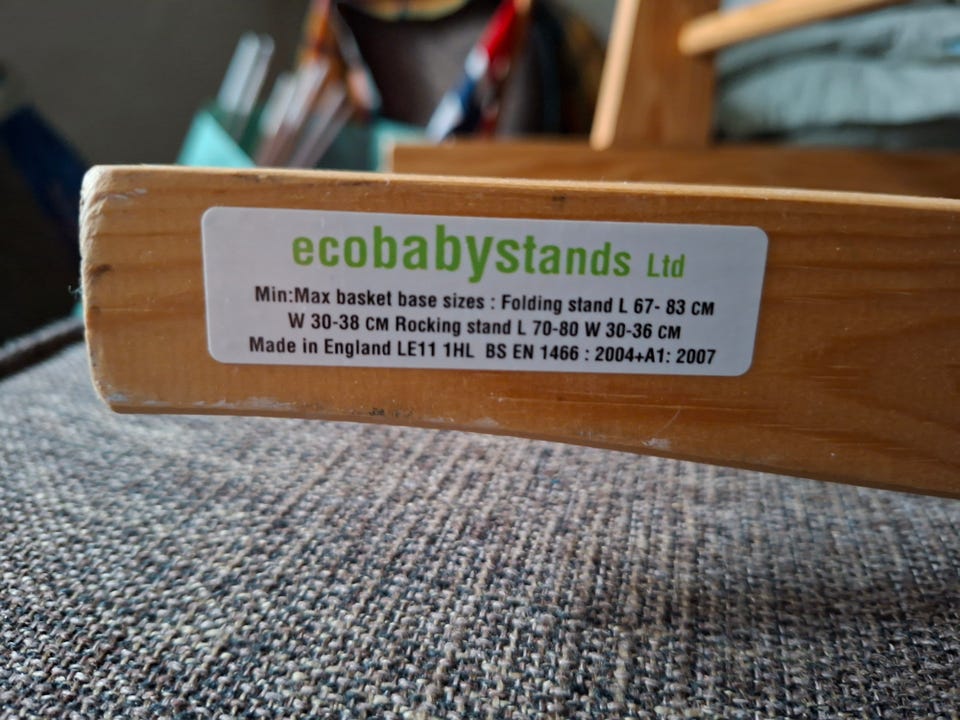 ecobabystands Ltd
Min:Max basket base sizes : Folding stand L 67- 83 CM
W 30-38 CM Rocking stand L 70-80 W 30-36 CM
Made in England LE11 1HL BS EN 1466 : 2004+A1: 2007